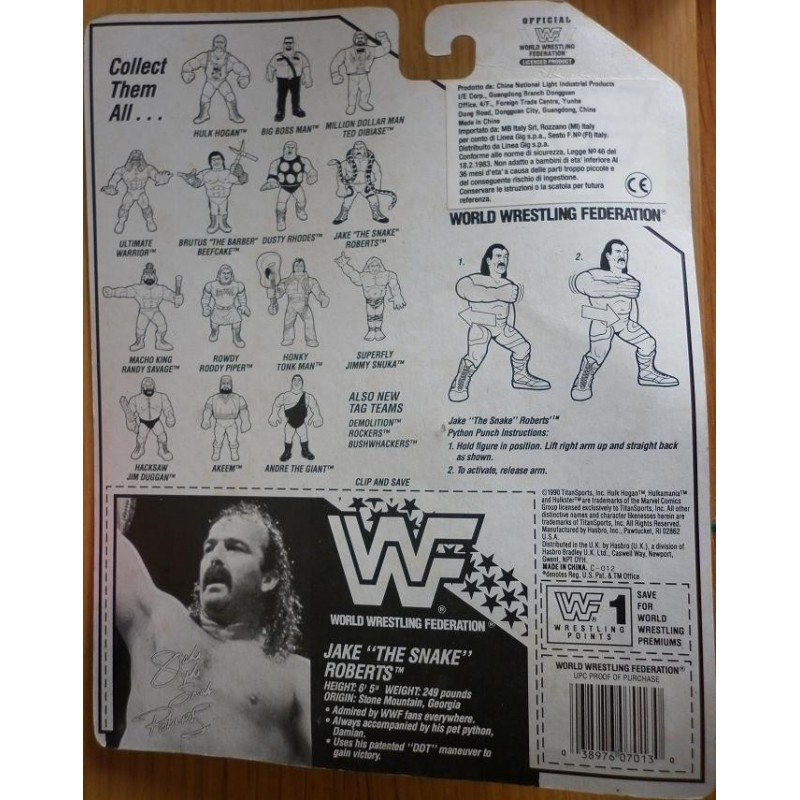 Collect
Them
All . . .
HULK HOGAN™
BIG BOSS MAN™
MILLION DOLLAR MAN
TED DIBIASE™
ULTIMATE
WARRIOR™
BRUTUS "THE BARBER"
BEEFCAKE™
DUSTY RHODES™
JAKE "THE SNAKE"
ROBERTS™
MACHO KING
RANDY SAVAGE™
ROWDY
RODDY PIPER™
HONKY
TONK MAN™
SUPERFLY
JIMMY SNUKA™
HACKSAW
JIM DUGGAN™
AKEEM™
ANDRE THE GIANT™
ALSO NEW
TAG TEAMS
DEMOLITION™
ROCKERS™
BUSHWHACKERS™
OFFICIAL
WF
WORLD WRESTLING
FEDERATION®
LICENSED PRODUCT
Prodotto da: China National Light Industrial Products
I/E Corp., Guangdong Branch Dongguan
Office. 4/F., Foreign Trade Centre, Yunhe
Dong Road, Dongguan City, Guangdong, China
Made in China
Importato da: MB Italy Srl, Rozzano (MI) Italy
per conto di Linea Gig s.p.a., Sesto F.no (FI) Italy.
Distribuito da Linea Gig s.p.a.
Conforme alle norme di sicurezza, Legge Nº46 del
18.2.1983. Non adatto a bambini di eta' inferiore Al
36 mesi d'eta' a causa delle parti troppo piccole e
del conseguente rischio di ingestione.
Conservare le istruzioni o la scatola per futura
referenza.
CE
WORLD WRESTLING FEDERATION®
1.
2.
Jake "The Snake" Roberts™
Python Punch Instructions:
1. Hold figure in position. Lift right arm up and straight back
as shown.
2. To activate, release arm.
CLIP AND SAVE
©1990 TitanSports, Inc. Hulk Hogan™, Hulkamania™
and Hulkster™ are trademarks of the Marvel Comics
Group licensed exclusively to TitanSports, Inc. All other
distinctive names and character likenesses herein are
trademarks of TitanSports, Inc. All Rights Reserved.
Manufactured by Hasbro, Inc., Pawtucket, RI 02862
U.S.A.
Distributed in the U.K. by Hasbro (U.K.), a division of
Hasbro Bradley U.K. Ltd., Caswell Way, Newport,
Gwent, NPT OYH.
MADE IN CHINA. C-012
®denotes Reg. U.S. Pat. & TM Office
WF
®
WORLD WRESTLING FEDERATION®
JAKE "THE SNAKE"
ROBERTS™
HEIGHT: 6' 5" WEIGHT: 249 pounds
ORIGIN: Stone Mountain, Georgia
• Admired by WWF fans everywhere.
• Always accompanied by his pet python,
Damian.
• Uses his patented "DDT" maneuver to
gain victory.
WF 1
WRESTLING
POINTS
SAVE
FOR
WORLD
WRESTLING
PREMIUMS
WORLD WRESTLING FEDERATION®
UPC PROOF OF PURCHASE
0 38976 07013 0